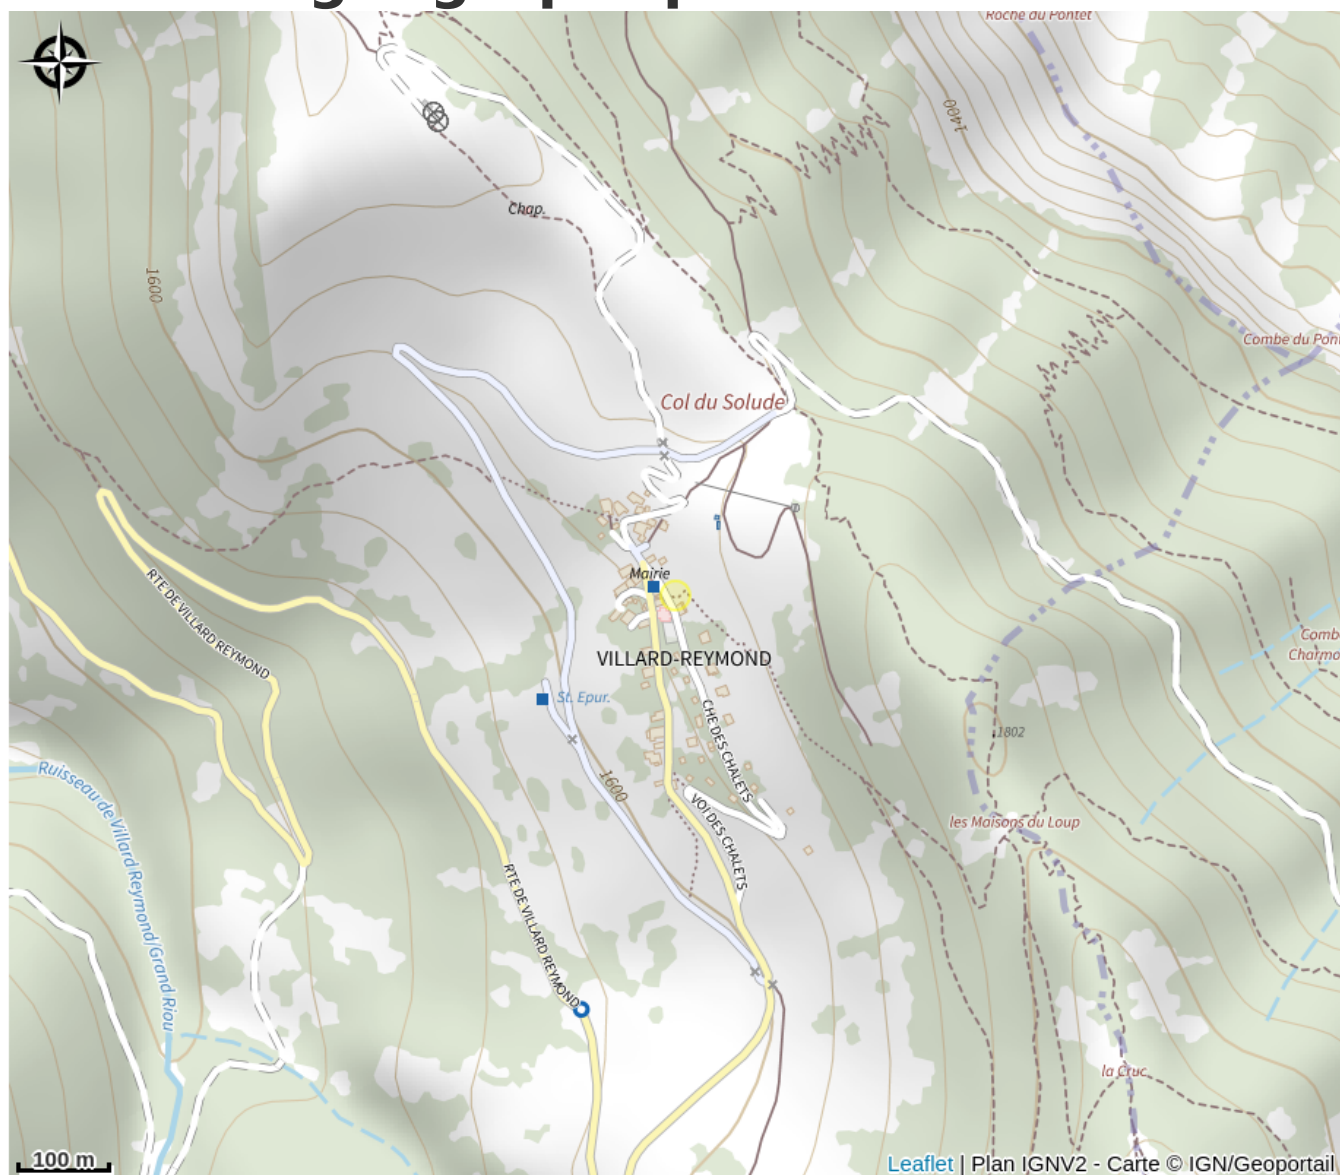 Roche du Pontet
1400
Chap.
1600
Combe du Pon
Col du Solude
Mairie
RTE DE VILLARD REYMOND
Comb
Charmo
VILLARD-REYMOND
St. Epur.
CHE DES CHALETS
1802
Ruisseau de Villard Reymond/Grand Riou
1600
VOI DES CHALETS
les Maisons du Loup
RTE DE VILLARD REYMOND
la Cruc
100 m
Leaflet | Plan IGNV2 - Carte © IGN/Geoportail